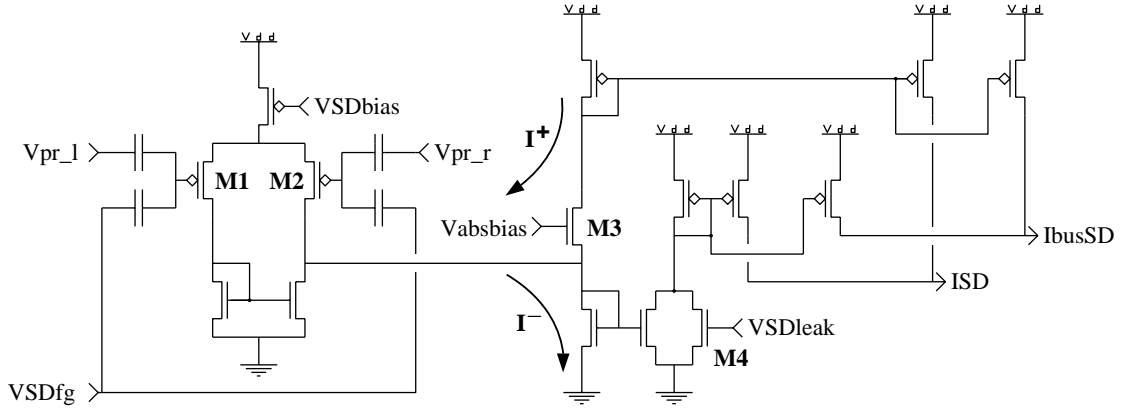 Vdd
Vdd
Vdd
Vdd
VSDbias
I+
Vdd
Vdd
Vdd
Vpr_l
Vpr_r
M1
M2
Vabsbias
M3
IbusSD
ISD
I−
VSDleak
M4
VSDfg